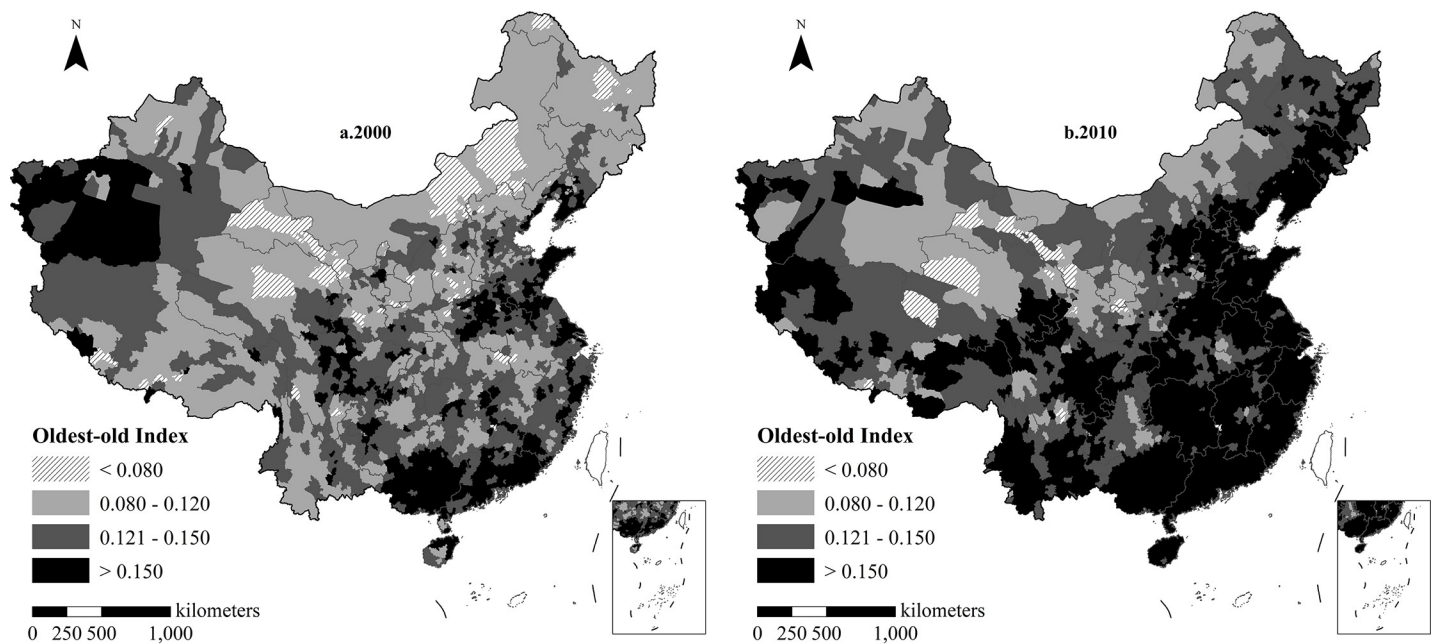 N
a.2000
Oldest-old Index
< 0.080
0.080 - 0.120
0.121 - 0.150
> 0.150
kilometers
0 250 500 1,000
N
b.2010
Oldest-old Index
< 0.080
0.080 - 0.120
0.121 - 0.150
> 0.150
kilometers
0 250 500 1,000